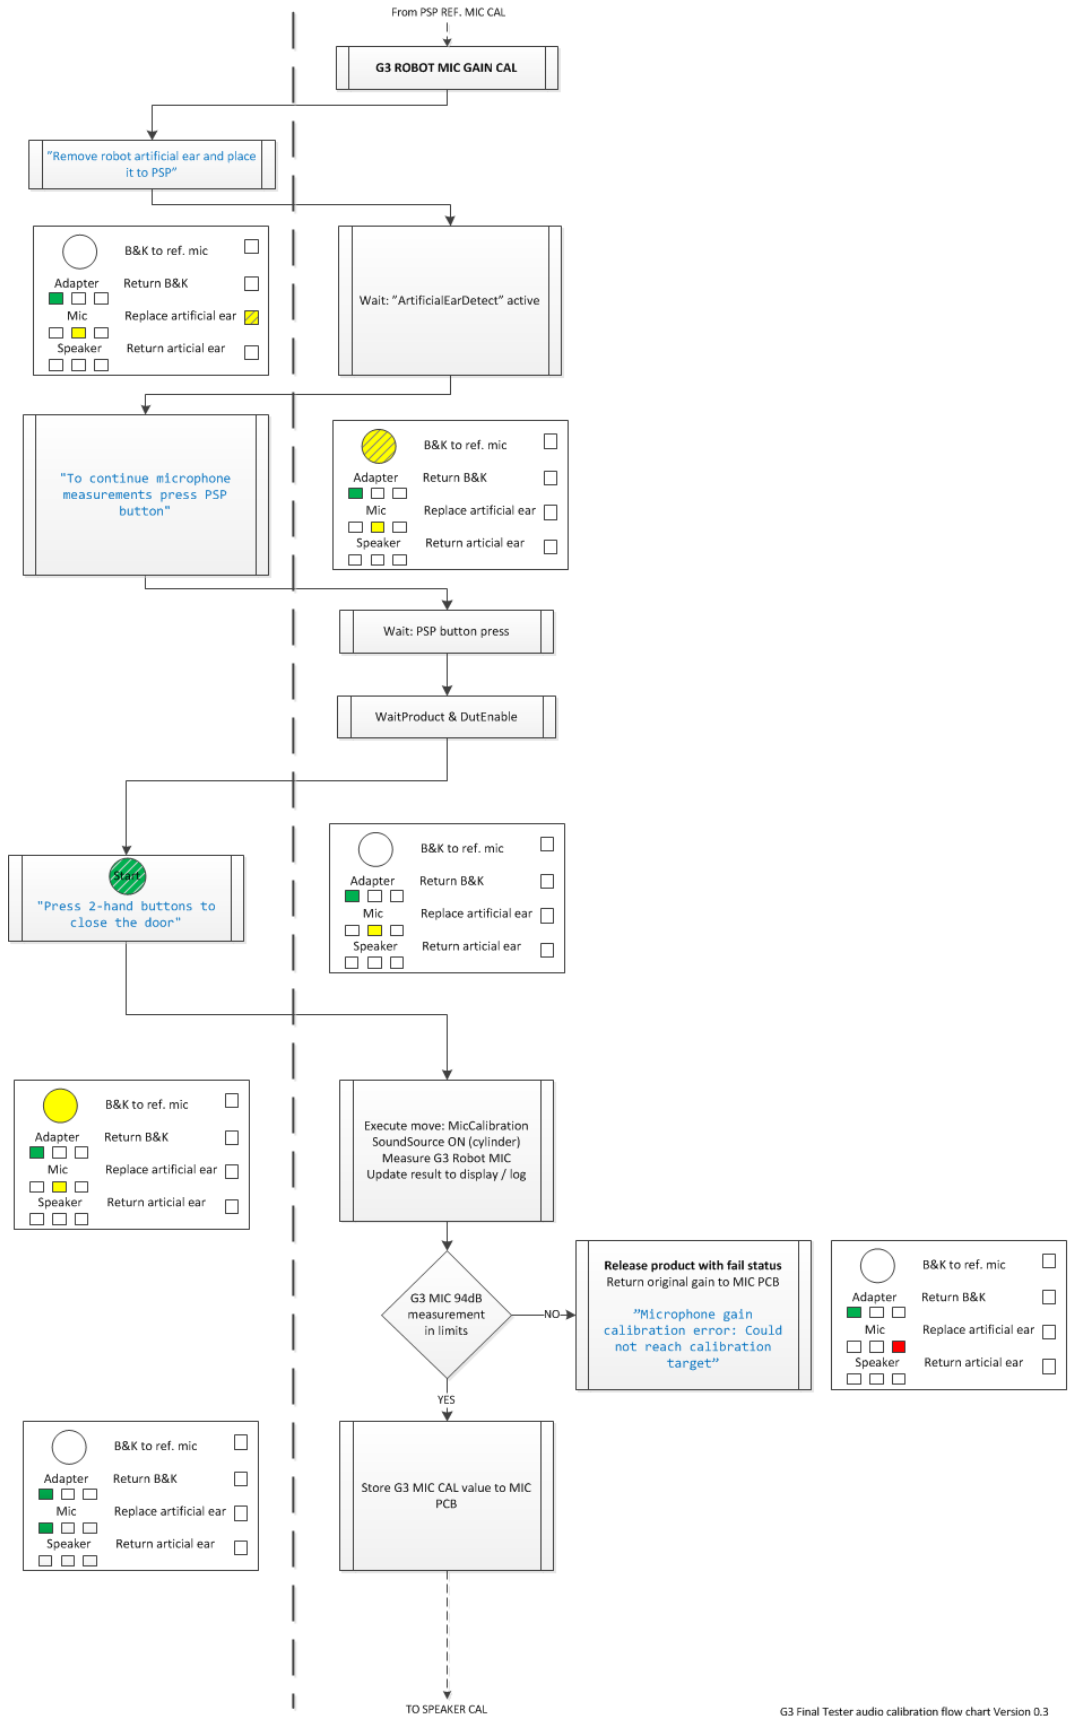 From PSP REF. MIC CAL
G3 ROBOT MIC GAIN CAL
"Remove robot artificial ear and place
it to PSP"
B&K to ref. mic
Adapter
Return B&K
Mic
Replace artificial ear
Speaker
Return articial ear
Wait: "ArtificialEarDetect" active
"To continue microphone
measurements press PSP
button"
B&K to ref. mic
Adapter
Return B&K
Mic
Replace artificial ear
Speaker
Return articial ear
Wait: PSP button press
WaitProduct & DutEnable
Start
"Press 2-hand buttons to
close the door"
B&K to ref. mic
Adapter
Return B&K
Mic
Replace artificial ear
Speaker
Return articial ear
B&K to ref. mic
Adapter
Return B&K
Mic
Replace artificial ear
Speaker
Return articial ear
Execute move: MicCalibration
SoundSource ON (cylinder)
Measure G3 Robot MIC
Update result to display / log
G3 MIC 94dB
measurement
in limits
NO
Release product with fail status
Return original gain to MIC PCB
"Microphone gain
calibration error: Could
not reach calibration
target"
B&K to ref. mic
Adapter
Return B&K
Mic
Replace artificial ear
Speaker
Return articial ear
YES
B&K to ref. mic
Adapter
Return B&K
Mic
Replace artificial ear
Speaker
Return articial ear
Store G3 MIC CAL value to MIC
PCB
TO SPEAKER CAL
G3 Final Tester audio calibration flow chart Version 0.3